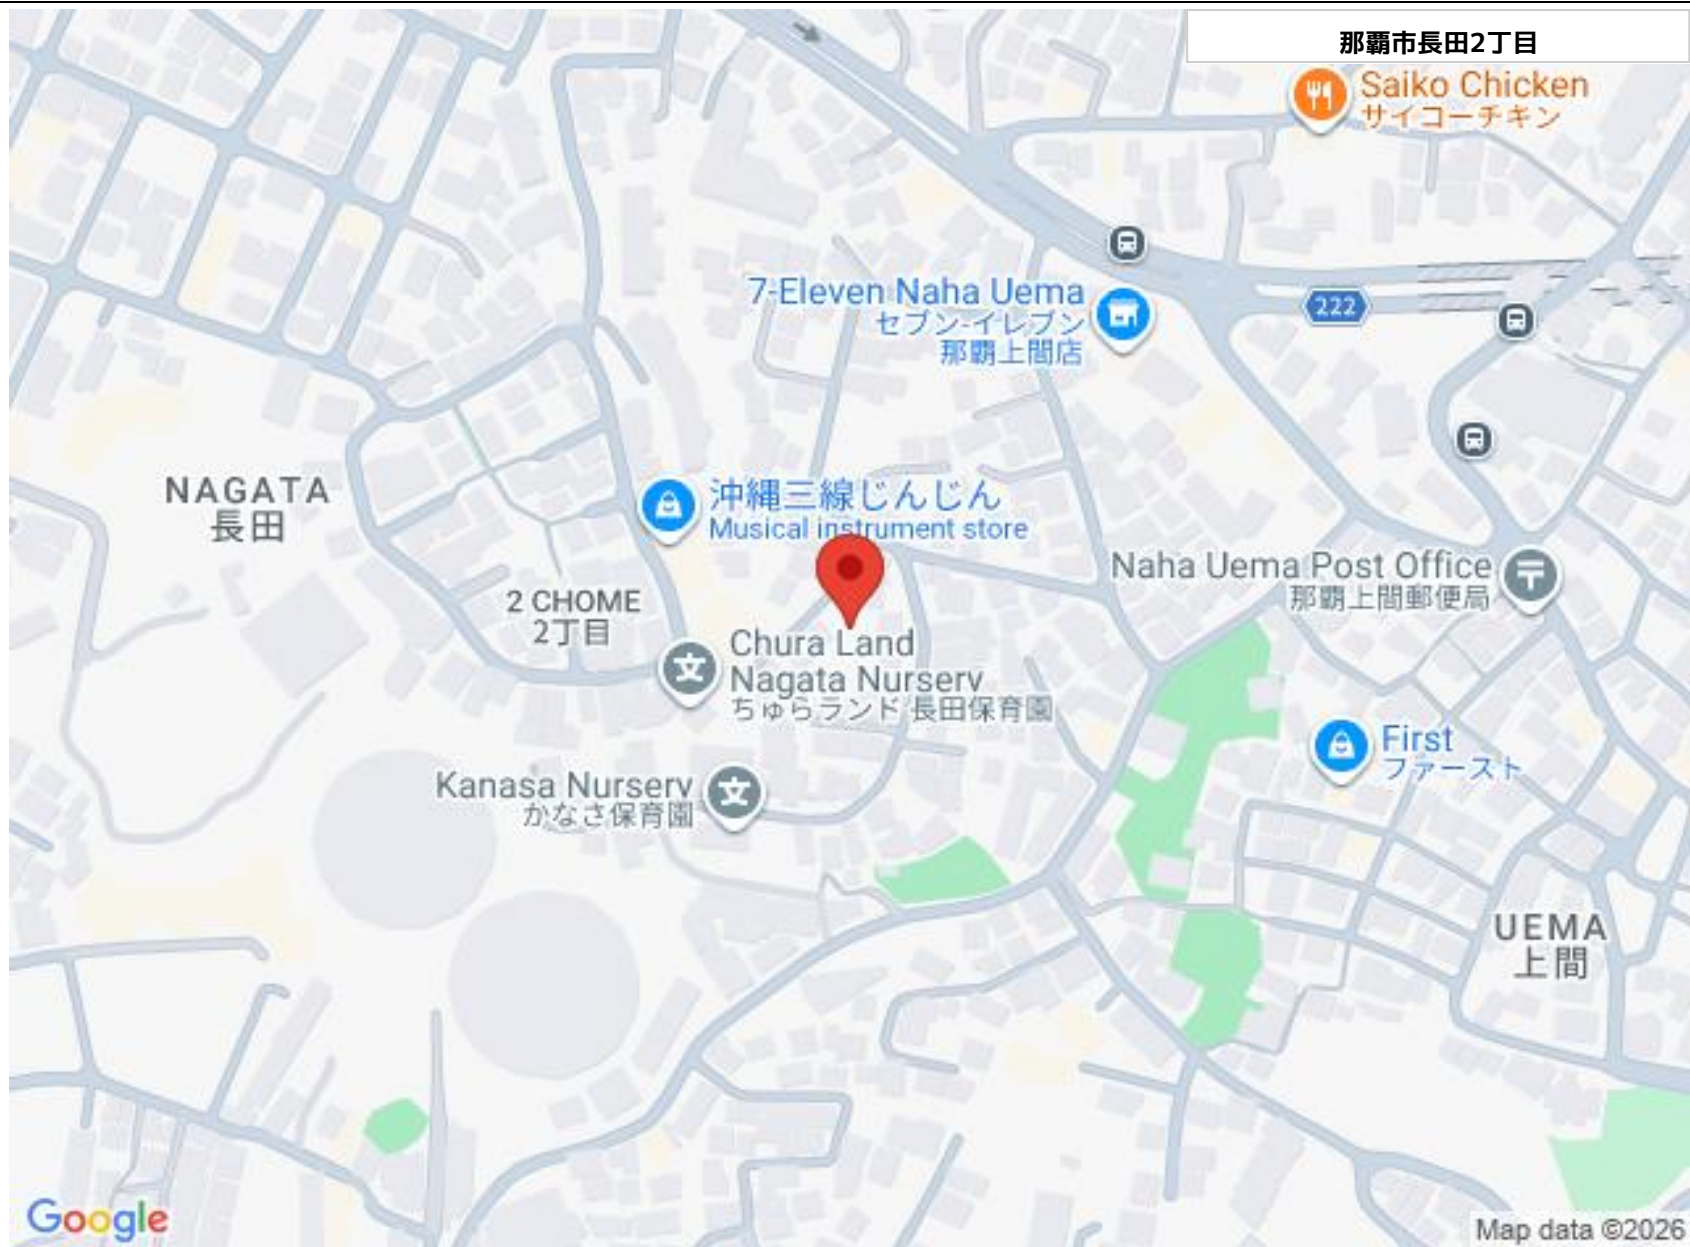 那覇市長田2丁目
Saiko Chicken
サイコーチキン
7-Eleven Naha Uema
セブン-イレブン
那覇上間店
222
NAGATA
長田
沖縄三線じんじん
Musical instrument store
Naha Uema Post Office
那覇上間郵便局
2 CHOME
2丁目
Chura Land
Nagata Nursery
ちゅらランド 長田保育園
First
ファースト
Kanasa Nursery
かなさ保育園
UEMA
上間
Google
Map data ©2026